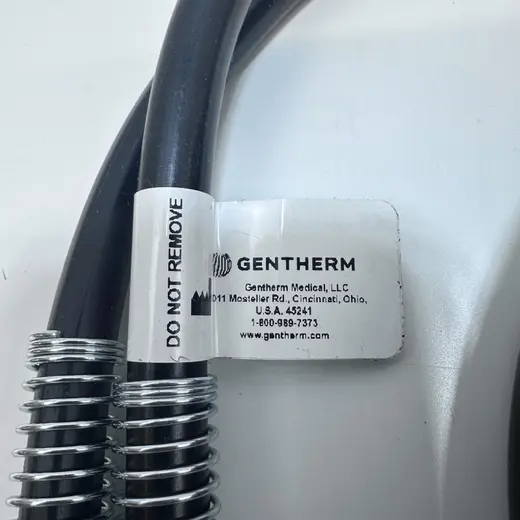 DO NOT REMOVE
GENTHERM
Gentherm Medical, LLC
Mosteller Rd., Cincinnati, Ohio,
U.S.A. 45241
1-800-989-7373
www.gentherm.com